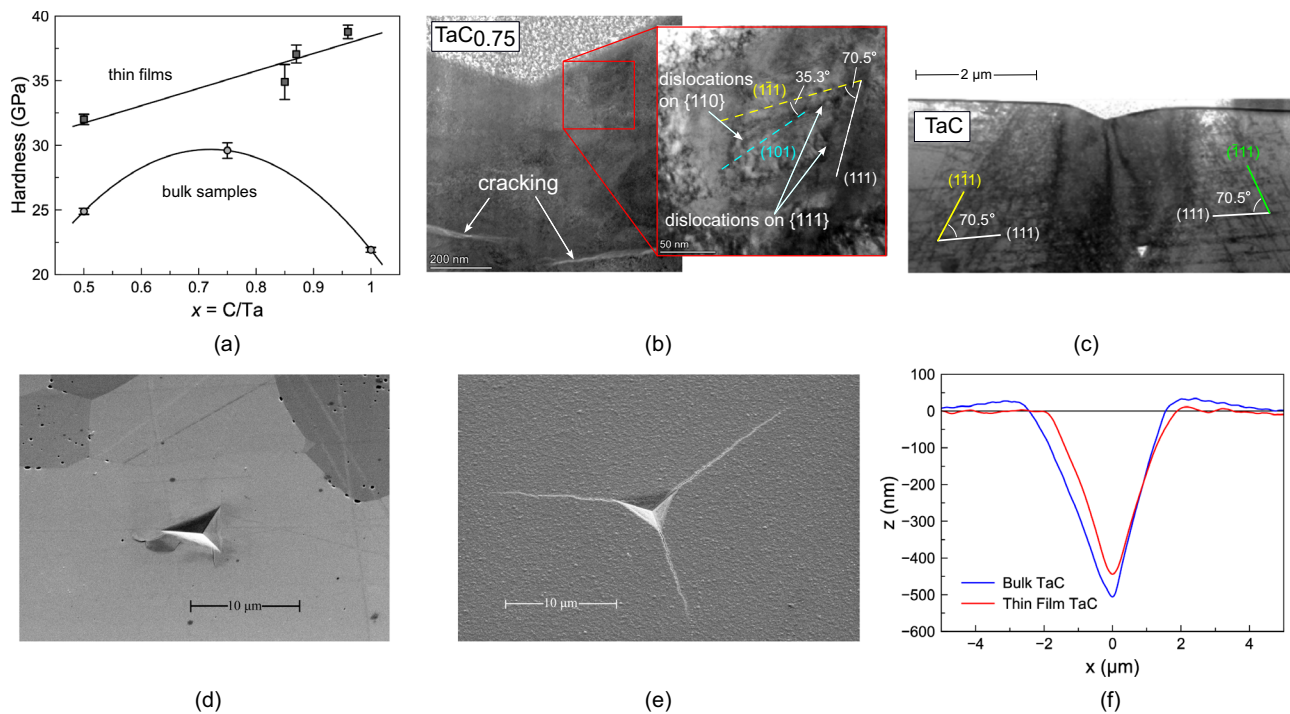 40
35
30
25
20
Hardness (GPa)
thin films
bulk samples
0.5
0.6
0.7
0.8
0.9
1
x = C/Ta
(a)
TaC0.75
cracking
200 nm
dislocations
on {110}
(11̄1)
35.3°
70.5°
(101)
(111)
dislocations on {111}
50 nm
(b)
2 μm
TaC
(11̄1)
70.5°
(111)
(1̄11)
70.5°
(111)
(c)
10 μm
(d)
10 μm
(e)
100
0
−100
−200
−300
−400
−500
−600
z (nm)
Bulk TaC
Thin Film TaC
−4
−2
0
2
4
x (μm)
(f)